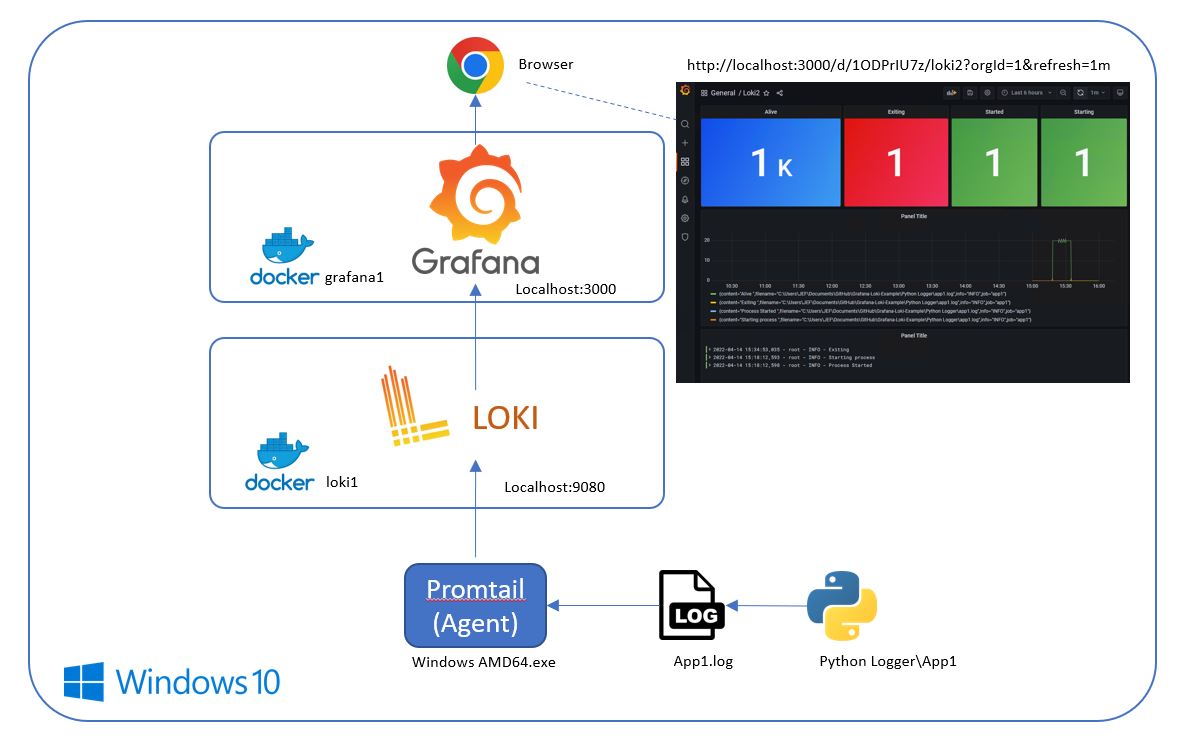 Browser
http://localhost:3000/d/1ODPrIU7z/loki2?orgId=1&refresh=1m
General / Loki2
Last 6 hours
1m
Alive
Exiting
Started
Starting
1 K
1
1
1
Panel Title
20
10
0
10:30
11:00
11:30
12:00
12:30
13:00
13:30
14:00
14:30
15:00
15:30
16:00
{content="Alive ",filename="C:\Users\JEF\Documents\GitHub\Grafana-Loki-Example\Python Logger\app1.log",info="INFO",job="app1"}
{content="Exiting ",filename="C:\Users\JEF\Documents\GitHub\Grafana-Loki-Example\Python Logger\app1.log",info="INFO",job="app1"}
{content="Process Started ",filename="C:\Users\JEF\Documents\GitHub\Grafana-Loki-Example\Python Logger\app1.log",info="INFO",job="app1"}
{content="Starting process ",filename="C:\Users\JEF\Documents\GitHub\Grafana-Loki-Example\Python Logger\app1.log",info="INFO",job="app1"}
Panel Title
> 2022-04-14 15:34:53,035 - root - INFO - Exiting
> 2022-04-14 15:18:12,593 - root - INFO - Starting process
> 2022-04-14 15:18:12,590 - root - INFO - Process Started
Grafana
docker grafana1
Localhost:3000
LOKI
docker loki1
Localhost:9080
Promtail
(Agent)
Windows AMD64.exe
LOG
App1.log
Python Logger\App1
Windows 10